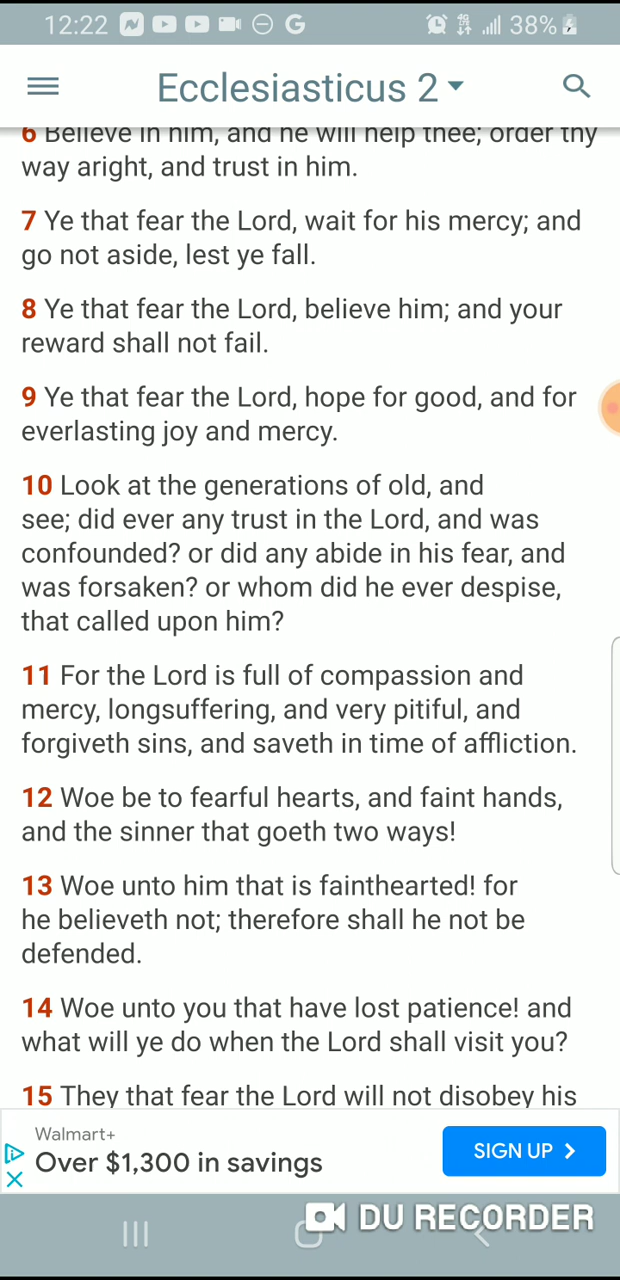 12:22
38%
Ecclesiasticus 2
6 Believe in him, and he will help thee; order thy
way aright, and trust in him.
7 Ye that fear the Lord, wait for his mercy; and
go not aside, lest ye fall.
8 Ye that fear the Lord, believe him; and your
reward shall not fail.
9 Ye that fear the Lord, hope for good, and for
everlasting joy and mercy.
10 Look at the generations of old, and
see; did ever any trust in the Lord, and was
confounded? or did any abide in his fear, and
was forsaken? or whom did he ever despise,
that called upon him?
11 For the Lord is full of compassion and
mercy, longsuffering, and very pitiful, and
forgiveth sins, and saveth in time of affliction.
12 Woe be to fearful hearts, and faint hands,
and the sinner that goeth two ways!
13 Woe unto him that is fainthearted! for
he believeth not; therefore shall he not be
defended.
14 Woe unto you that have lost patience! and
what will ye do when the Lord shall visit you?
15 They that fear the Lord will not disobey his
Walmart+
Over $1,300 in savings
SIGN UP
DU RECORDER